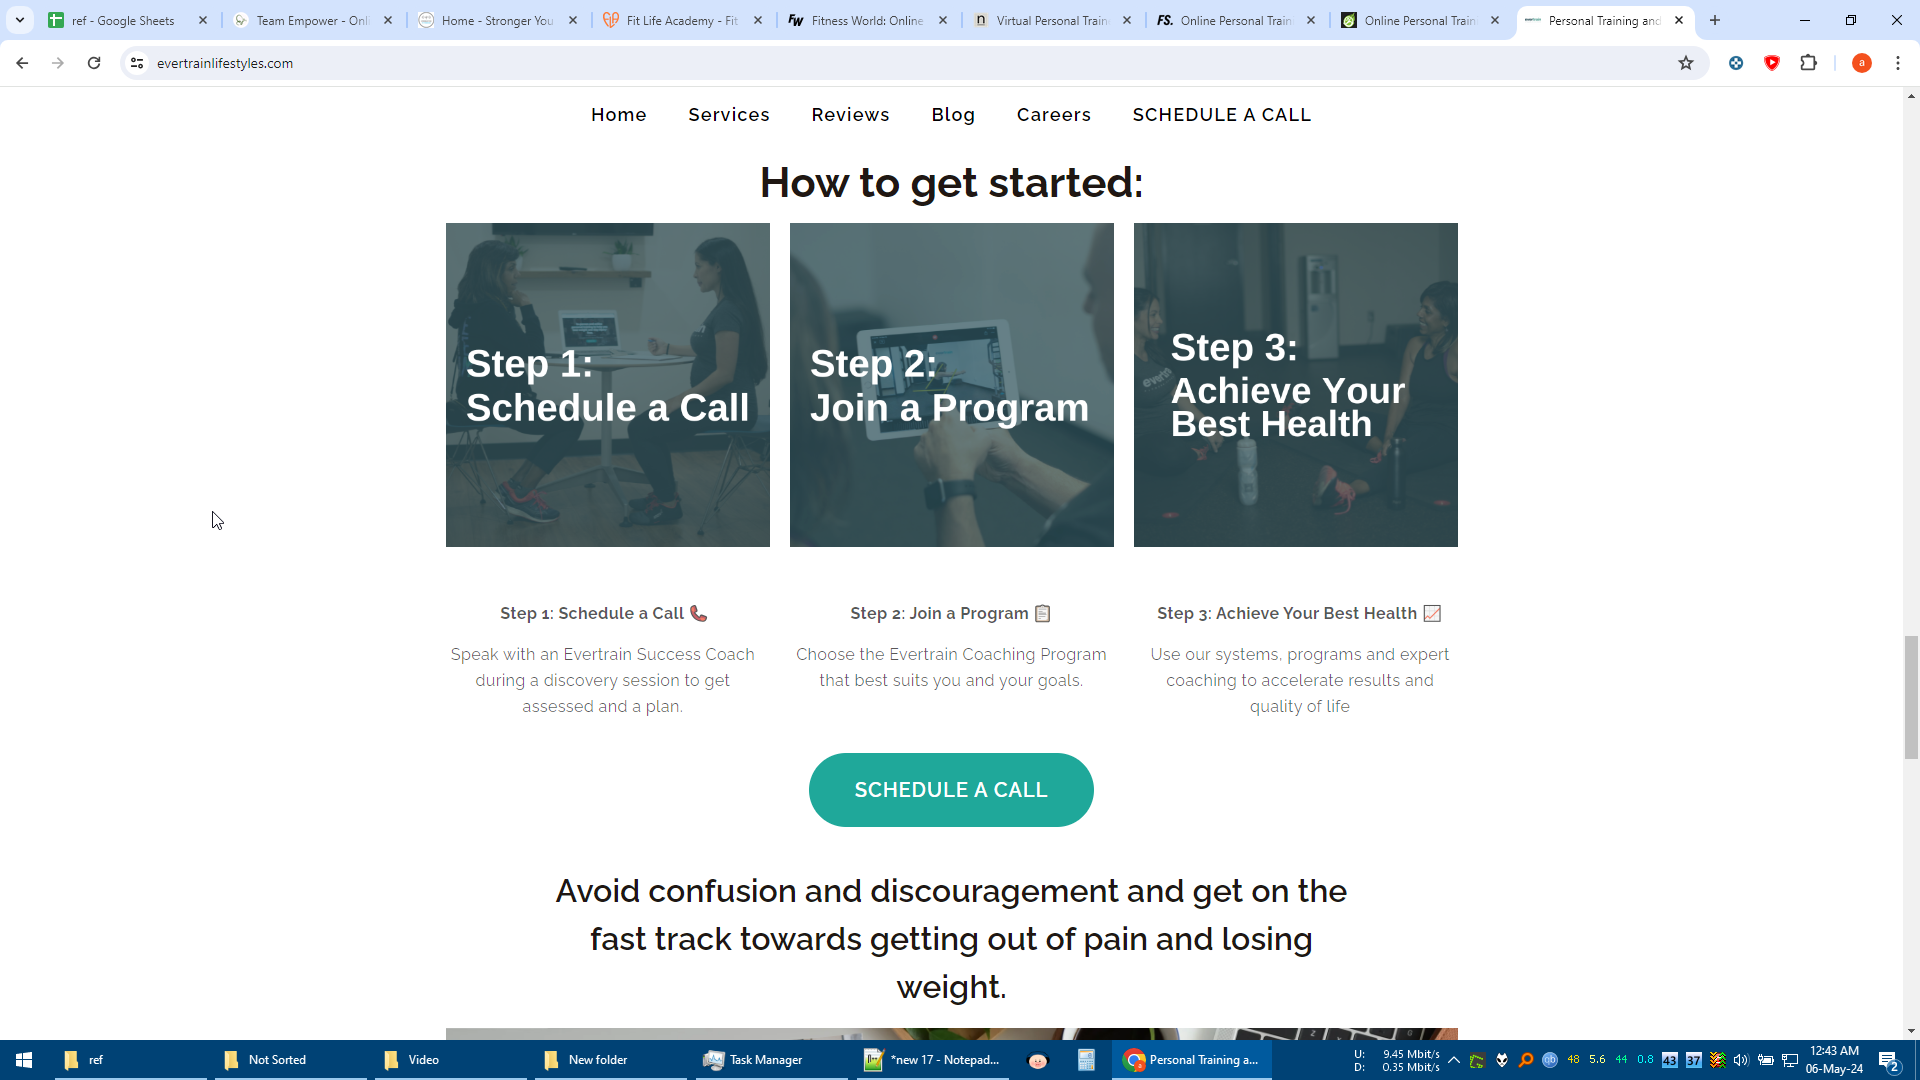 ref - Google Sheets
Team Empower - Onli
Home - Stronger You
Fit Life Academy - Fit
Fitness World: Online
Virtual Personal Traini
Online Personal Traini
Online Personal Traini
Personal Training and
evertrainlifestyles.com
a
Home Services Reviews Blog Careers SCHEDULE A CALL
How to get started:
Step 1:
Schedule a Call
Step 2:
Join a Program
Step 3:
Achieve Your
Best Health
Step 1: Schedule a Call
Speak with an Evertrain Success Coach
during a discovery session to get
assessed and a plan.
Step 2: Join a Program
Choose the Evertrain Coaching Program
that best suits you and your goals.
Step 3: Achieve Your Best Health
Use our systems, programs and expert
coaching to accelerate results and
quality of life
SCHEDULE A CALL
Avoid confusion and discouragement and get on the
fast track towards getting out of pain and losing
weight.
ref
Not Sorted
Video
New folder
Task Manager
*new 17 - Notepad...
Personal Training a...
U: 9.45 Mbit/s
D: 0.35 Mbit/s
48 5.6 44 0.8 43 37
12:43 AM
06-May-24
2